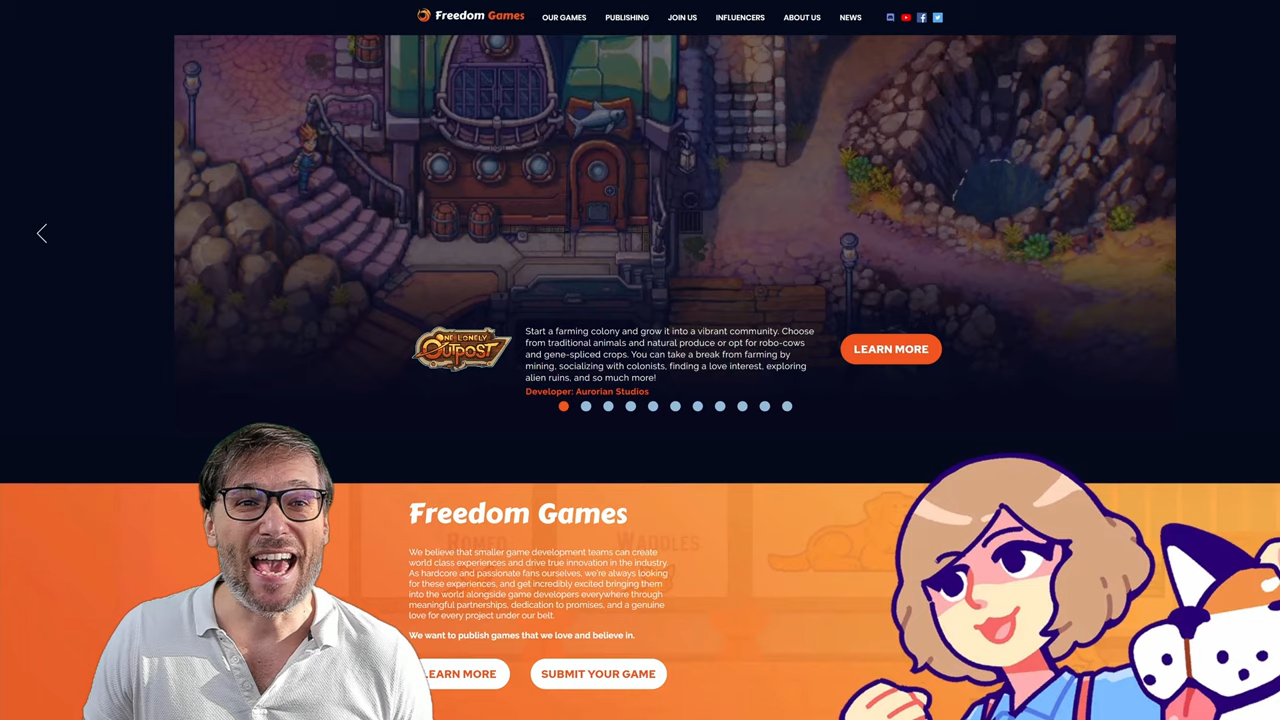 Freedom Games
OUR GAMES
PUBLISHING
JOIN US
INFLUENCERS
ABOUT US
NEWS
ONE LONELY
OUTPOST
Start a farming colony and grow it into a vibrant community. Choose
from traditional animals and natural produce or opt for robo-cows
and gene-spliced crops. You can take a break from farming by
mining, socializing with colonists, finding a love interest, exploring
alien ruins, and so much more!
Developer: Aurorian Studios
LEARN MORE
Freedom Games
ROMEO
WADDLES
We believe that smaller game development teams can create
world class experiences and drive true innovation in the industry.
As hardcore and passionate fans ourselves, we're always looking
for these experiences, and get incredibly excited bringing them
into the world alongside game developers everywhere through
meaningful partnerships, dedication to promises, and a genuine
love for every project under our belt.
We want to publish games that we love and believe in.
EARN MORE
SUBMIT YOUR GAME